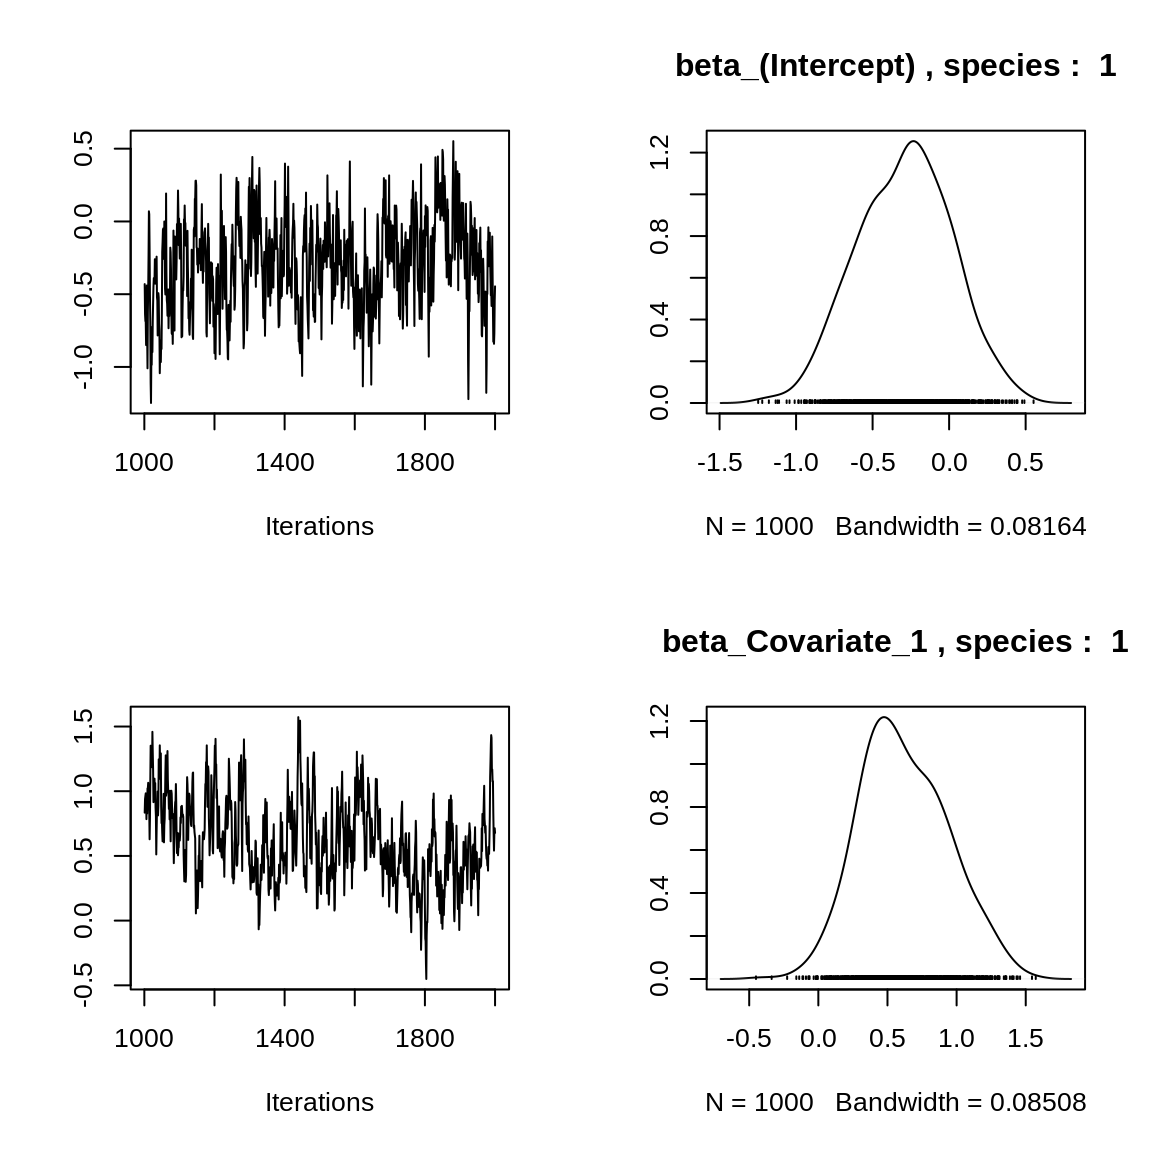 beta_(Intercept) , species :  1
0.5
0.0
-0.5
-1.0
1000 1400 1800
Iterations
1.2
0.8
0.4
0.0
-1.5 -1.0 -0.5 0.0 0.5
N = 1000   Bandwidth = 0.08164
beta_Covariate_1 , species :  1
1.5
1.0
0.5
0.0
-0.5
1000 1400 1800
Iterations
1.2
0.8
0.4
0.0
-0.5 0.0 0.5 1.0 1.5
N = 1000   Bandwidth = 0.08508